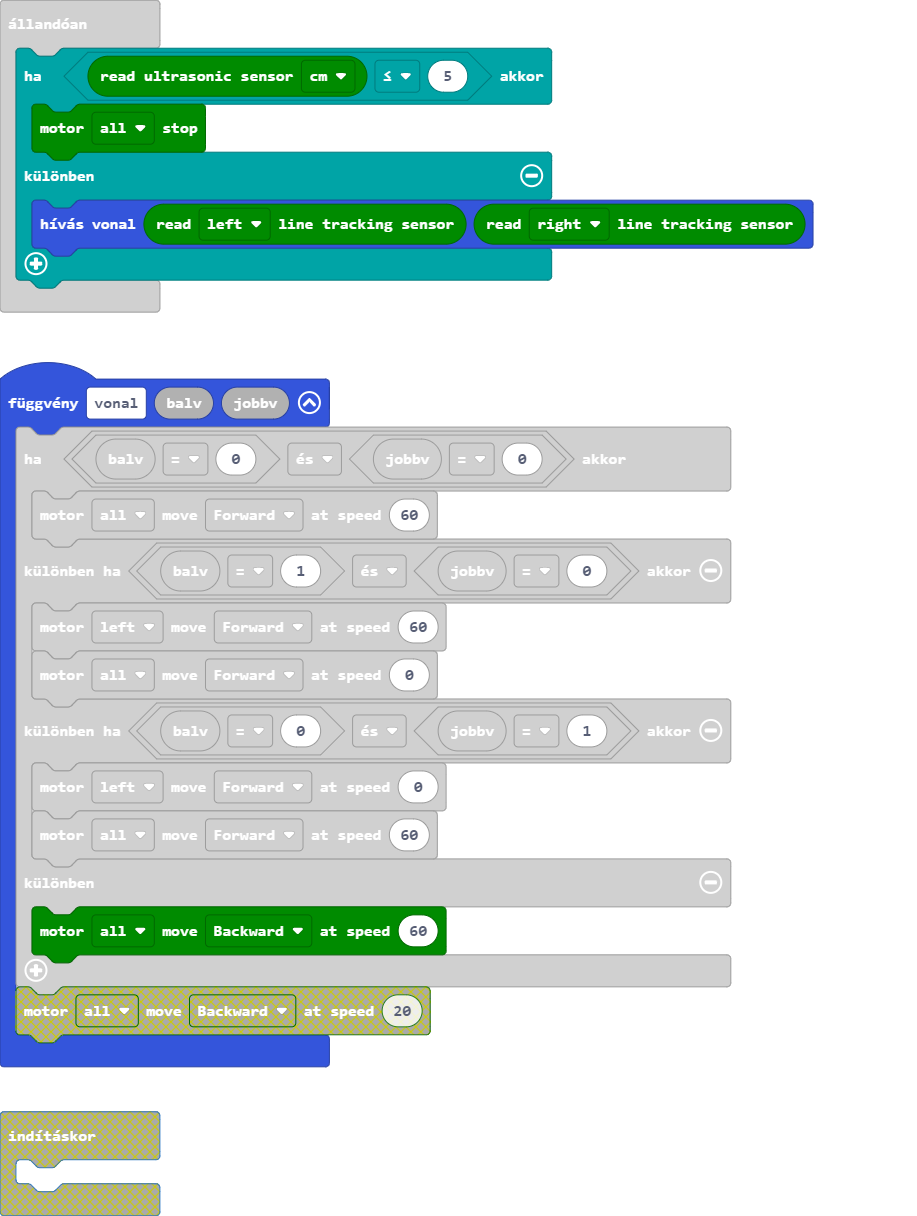 állandóan
ha read ultrasonic sensor cm ≤ 5 akkor
motor all stop
különben
hívás vonal read left line tracking sensor read right line tracking sensor
függvény vonal balv jobbv
ha balv = 0 és jobbv = 0 akkor
motor all move Forward at speed 60
különben ha balv = 1 és jobbv = 0 akkor
motor left move Forward at speed 60
motor all move Forward at speed 0
különben ha balv = 0 és jobbv = 1 akkor
motor left move Forward at speed 0
motor all move Forward at speed 60
különben
motor all move Backward at speed 60
motor all move Backward at speed 20
indításkor